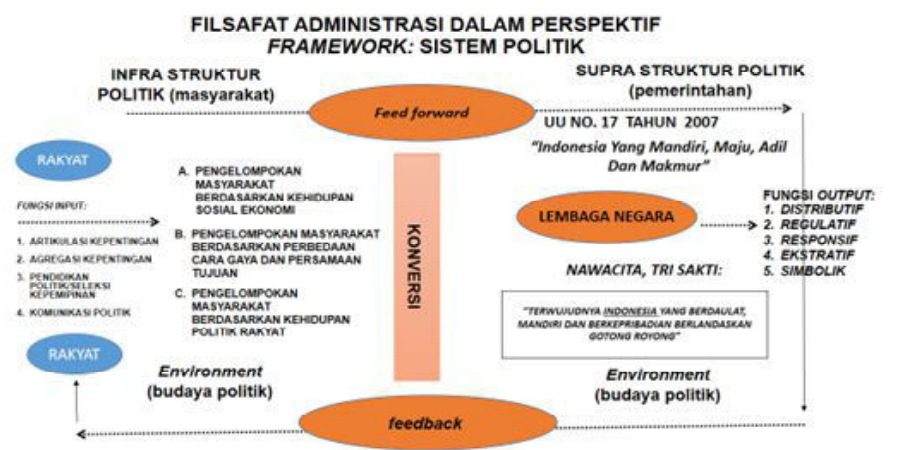 FILSAFAT ADMINISTRASI DALAM PERSPEKTIF
FRAMEWORK: SISTEM POLITIK
INFRA STRUKTUR
POLITIK (masyarakat)
Feed forward
SUPRA STRUKTUR POLITIK
(pemerintahan)
UU NO. 17 TAHUN 2007
"Indonesia Yang Mandiri, Maju, Adil
Dan Makmur"
RAKYAT
FUNGSI INPUT:
1. ARTIKULASI KEPENTINGAN
2. AGREGASI KEPENTINGAN
3. PENDIDIKAN
POLITIK/SELEKSI
KEPEMIPINAN
4. KOMUNIKASI POLITIK
RAKYAT
A. PENGELOMPOKAN
MASYARAKAT
BERDASARKAN KEHIDUPAN
SOSIAL EKONOMI
B. PENGELOMPOKAN MASYARAKAT
BERDASARKAN PERBEDAAN
CARA GAYA DAN PERSAMAAN
TUJUAN
C. PENGELOMPOKAN
MASYARAKAT
BERDASARKAN KEHIDUPAN
POLITIK RAKYAT
KONVERSI
LEMBAGA NEGARA
FUNGSI OUTPUT:
1. DISTRIBUTIF
2. REGULATIF
3. RESPONSIF
4. EKSTRATIF
5. SIMBOLIK
NAWACITA, TRI SAKTI:
"TERWUJUDNYA INDONESIA YANG BERDAULAT,
MANDIRI DAN BERKEPRIBADIAN BERLANDASKAN
GOTONG ROYONG"
Environment
(budaya politik)
Environment
(budaya politik)
feedback